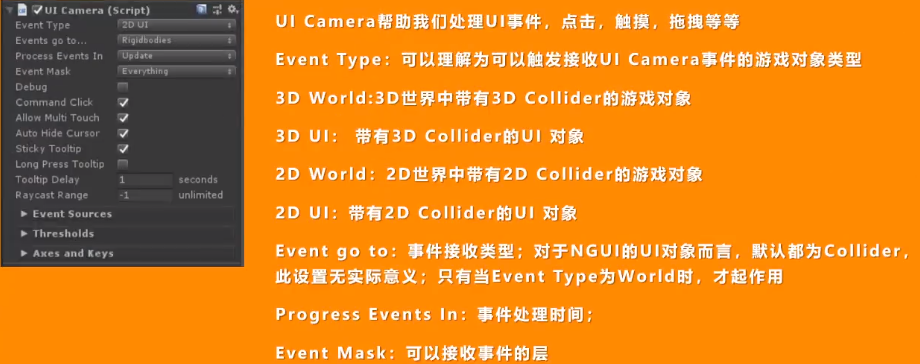 UI Camera (Script)
Event Type 2D UI
Events go to... Rigidbodies
Process Events In Update
Event Mask Everything
Debug
Command Click
Allow Multi Touch
Auto Hide Cursor
Sticky Tooltip
Long Press Tooltip
Tooltip Delay 1 seconds
Raycast Range -1 unlimited
Event Sources
Thresholds
Axes and Keys
UI Camera帮助我们处理UI事件，点击，触摸，拖拽等等
Event Type：可以理解为可以触发接收UI Camera事件的游戏对象类型
3D World:3D世界中带有3D Collider的游戏对象
3D UI： 带有3D Collider的UI 对象
2D World：2D世界中带有2D Collider的游戏对象
2D UI：带有2D Collider的UI 对象
Event go to：事件接收类型；对于NGUI的UI对象而言，默认都为Collider，
此设置无实际意义；只有当Event Type为World时，才起作用
Progress Events In：事件处理时间；
Event Mask：可以接收事件的层